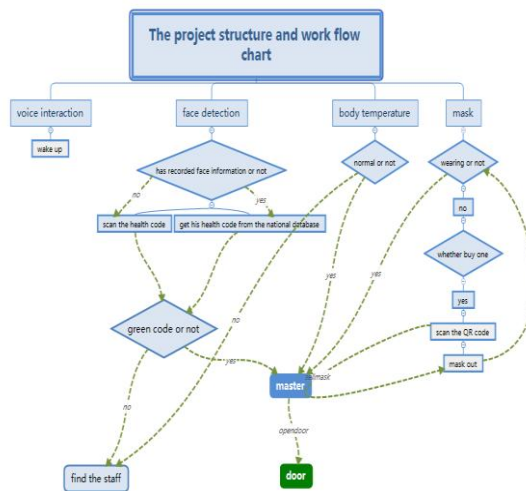 The project structure and work flow
chart
voice interaction
face detection
body temperature
mask
wake up
has recorded face information or not
normal or not
wearing or not
no
yes
no
scan the health code
get his health code from the national database
whether buy one
yes
yes
yes
no
green code or not
scan the QR code
yes
mask out
master
no
opendoor
find the staff
door